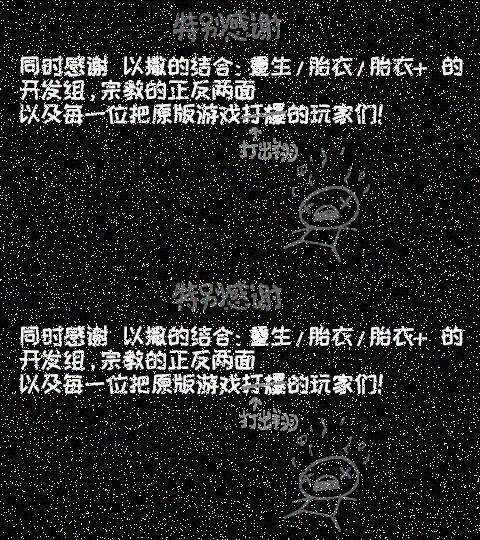 特别感谢
同时感谢 以撒的结合：重生/胎衣/胎衣+ 的
开发组，宗教的正反两面
以及每一位把原版游戏打爆的玩家们！
打出翔
特别感谢
同时感谢 以撒的结合：重生/胎衣/胎衣+ 的
开发组，宗教的正反两面
以及每一位把原版游戏打爆的玩家们！
打出翔